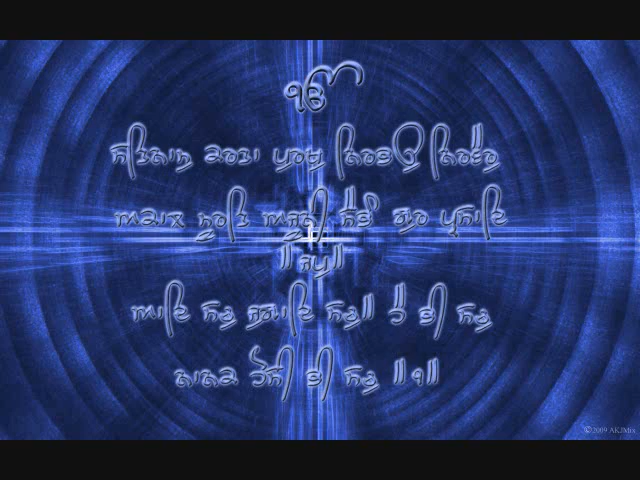 ੴ
ਸਤਿਨਾਮੁ ਕਰਤਾ ਪੁਰਖੁ ਨਿਰਭਉ ਨਿਰਵੈਰੁ
ਅਕਾਲ ਮੂਰਤਿ ਅਜੂਨੀ ਸੈਭੰ ਗੁਰ ਪ੍ਰਸਾਦਿ
॥ ਜਪੁ ॥
ਆਦਿ ਸਚੁ ਜੁਗਾਦਿ ਸਚੁ ॥ ਹੈ ਭੀ ਸਚੁ
ਨਾਨਕ ਹੋਸੀ ਭੀ ਸਚੁ ॥੧॥
©2009 AKJMix